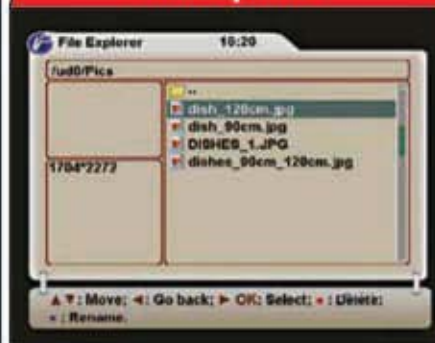 File Explorer 16:20
/ud0/Pics
..
dish_120cm.jpg
dish_90cm.jpg
DISHES_1.JPG
dishes_90cm_120cm.jpg
1704*2272
▲▼: Move; ◄: Go back; ► OK: Select; ● : Delete;
● : Rename.